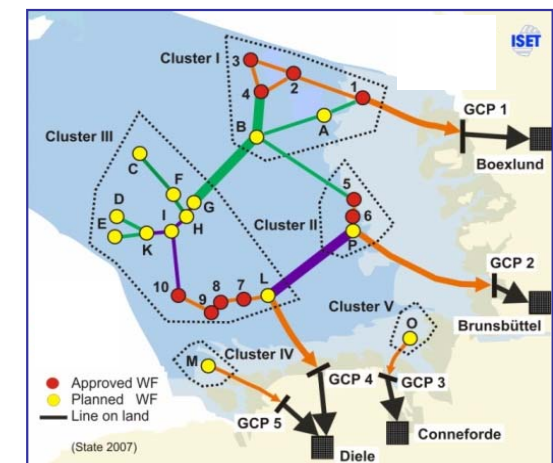 ISET
Cluster I
3
2
1
4
GCP 1
B
A
Boexlund
Cluster III
C
F
5
D
G
6
E
I
H
Cluster II
P
K
GCP 2
10
9
8
7
L
Brunsbüttel
Cluster V
O
M
Cluster IV
GCP 4
GCP 3
GCP 5
Approved WF
Planned WF
Line on land
(State 2007)
Diele
Conneforde